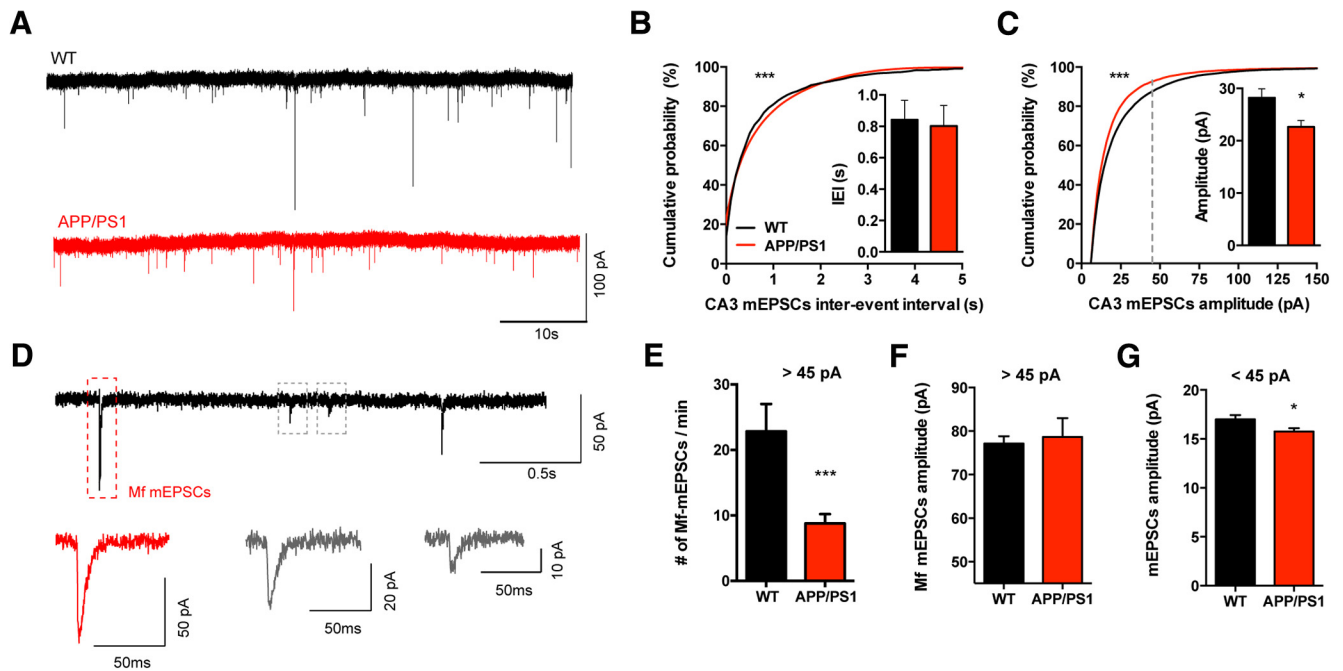 A
WT
APP/PS1
100 pA
10s
B
Cumulative probability (%)
100
80
60
40
20
0
***
WT
APP/PS1
IEI (s)
1.0
0.8
0.6
0.4
0.2
0.0
0 1 2 3 4 5
CA3 mEPSCs inter-event interval (s)
C
Cumulative probability (%)
100
80
60
40
20
0
***
Amplitude (pA)
30
20
10
0
*
0 25 50 75 100 125 150
CA3 mEPSCs amplitude (pA)
D
50 pA
0.5s
Mf mEPSCs
50 pA
50ms
20 pA
50ms
10 pA
50ms
E
> 45 pA
# of Mf-mEPSCs / min
30
20
10
0
***
WT APP/PS1
F
> 45 pA
Mf mEPSCs amplitude (pA)
90
80
70
60
50
WT APP/PS1
G
< 45 pA
mEPSCs amplitude (pA)
20
15
10
5
0
*
WT APP/PS1